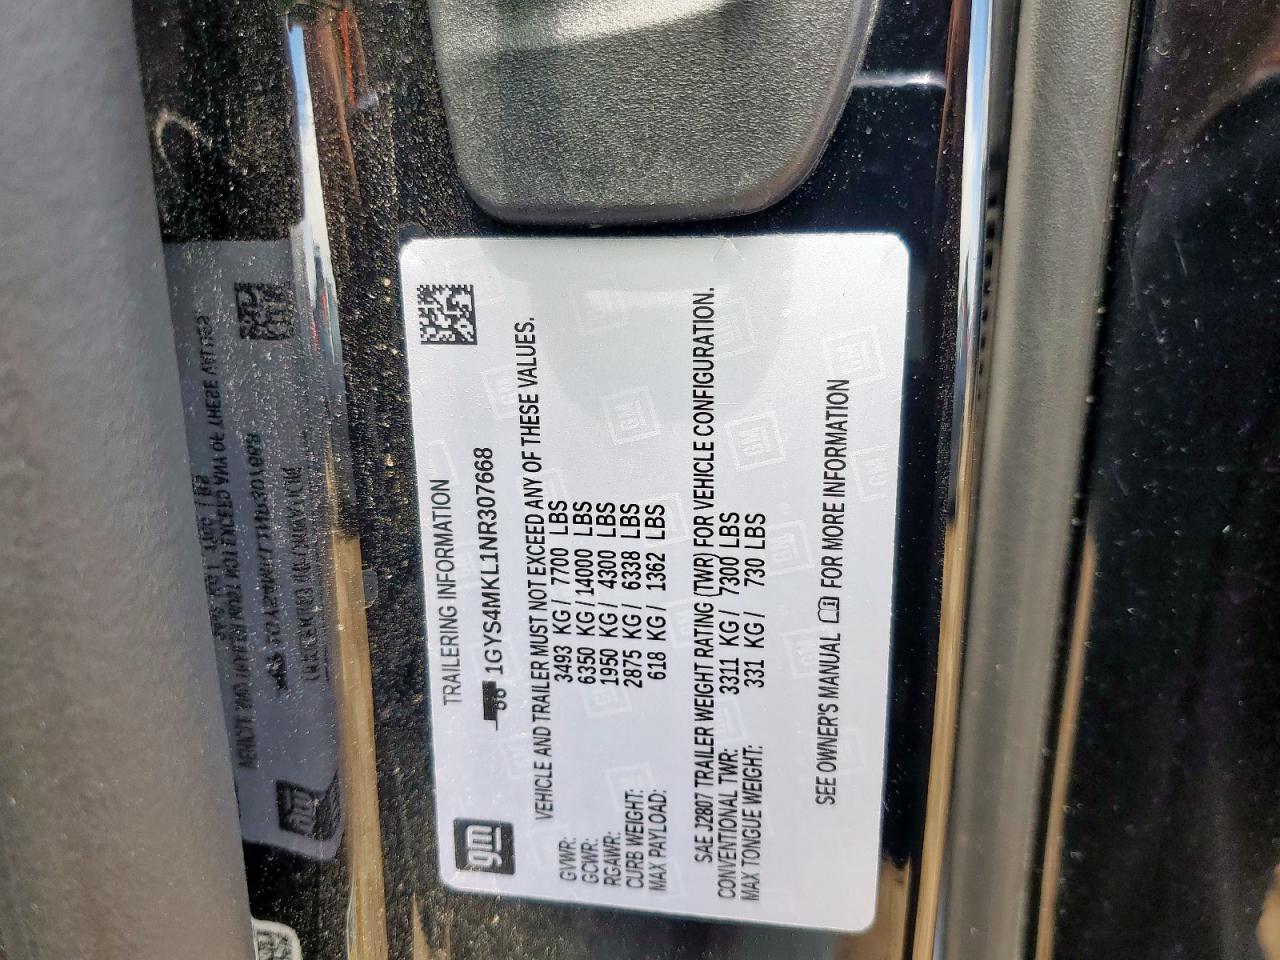 gm
TRAILERING INFORMATION
1GYS4MKL1NR307668
VEHICLE AND TRAILER MUST NOT EXCEED ANY OF THESE VALUES.
GVWR: 3493 KG / 7700 LBS
GCWR: 6350 KG / 14000 LBS
RGAWR: 1950 KG / 4300 LBS
CURB WEIGHT: 2875 KG / 6338 LBS
MAX PAYLOAD: 618 KG / 1362 LBS
SAE J2807 TRAILER WEIGHT RATING (TWR) FOR VEHICLE CONFIGURATION.
CONVENTIONAL TWR: 3311 KG / 7300 LBS
MAX TONGUE WEIGHT: 331 KG / 730 LBS
SEE OWNER'S MANUAL FOR MORE INFORMATION